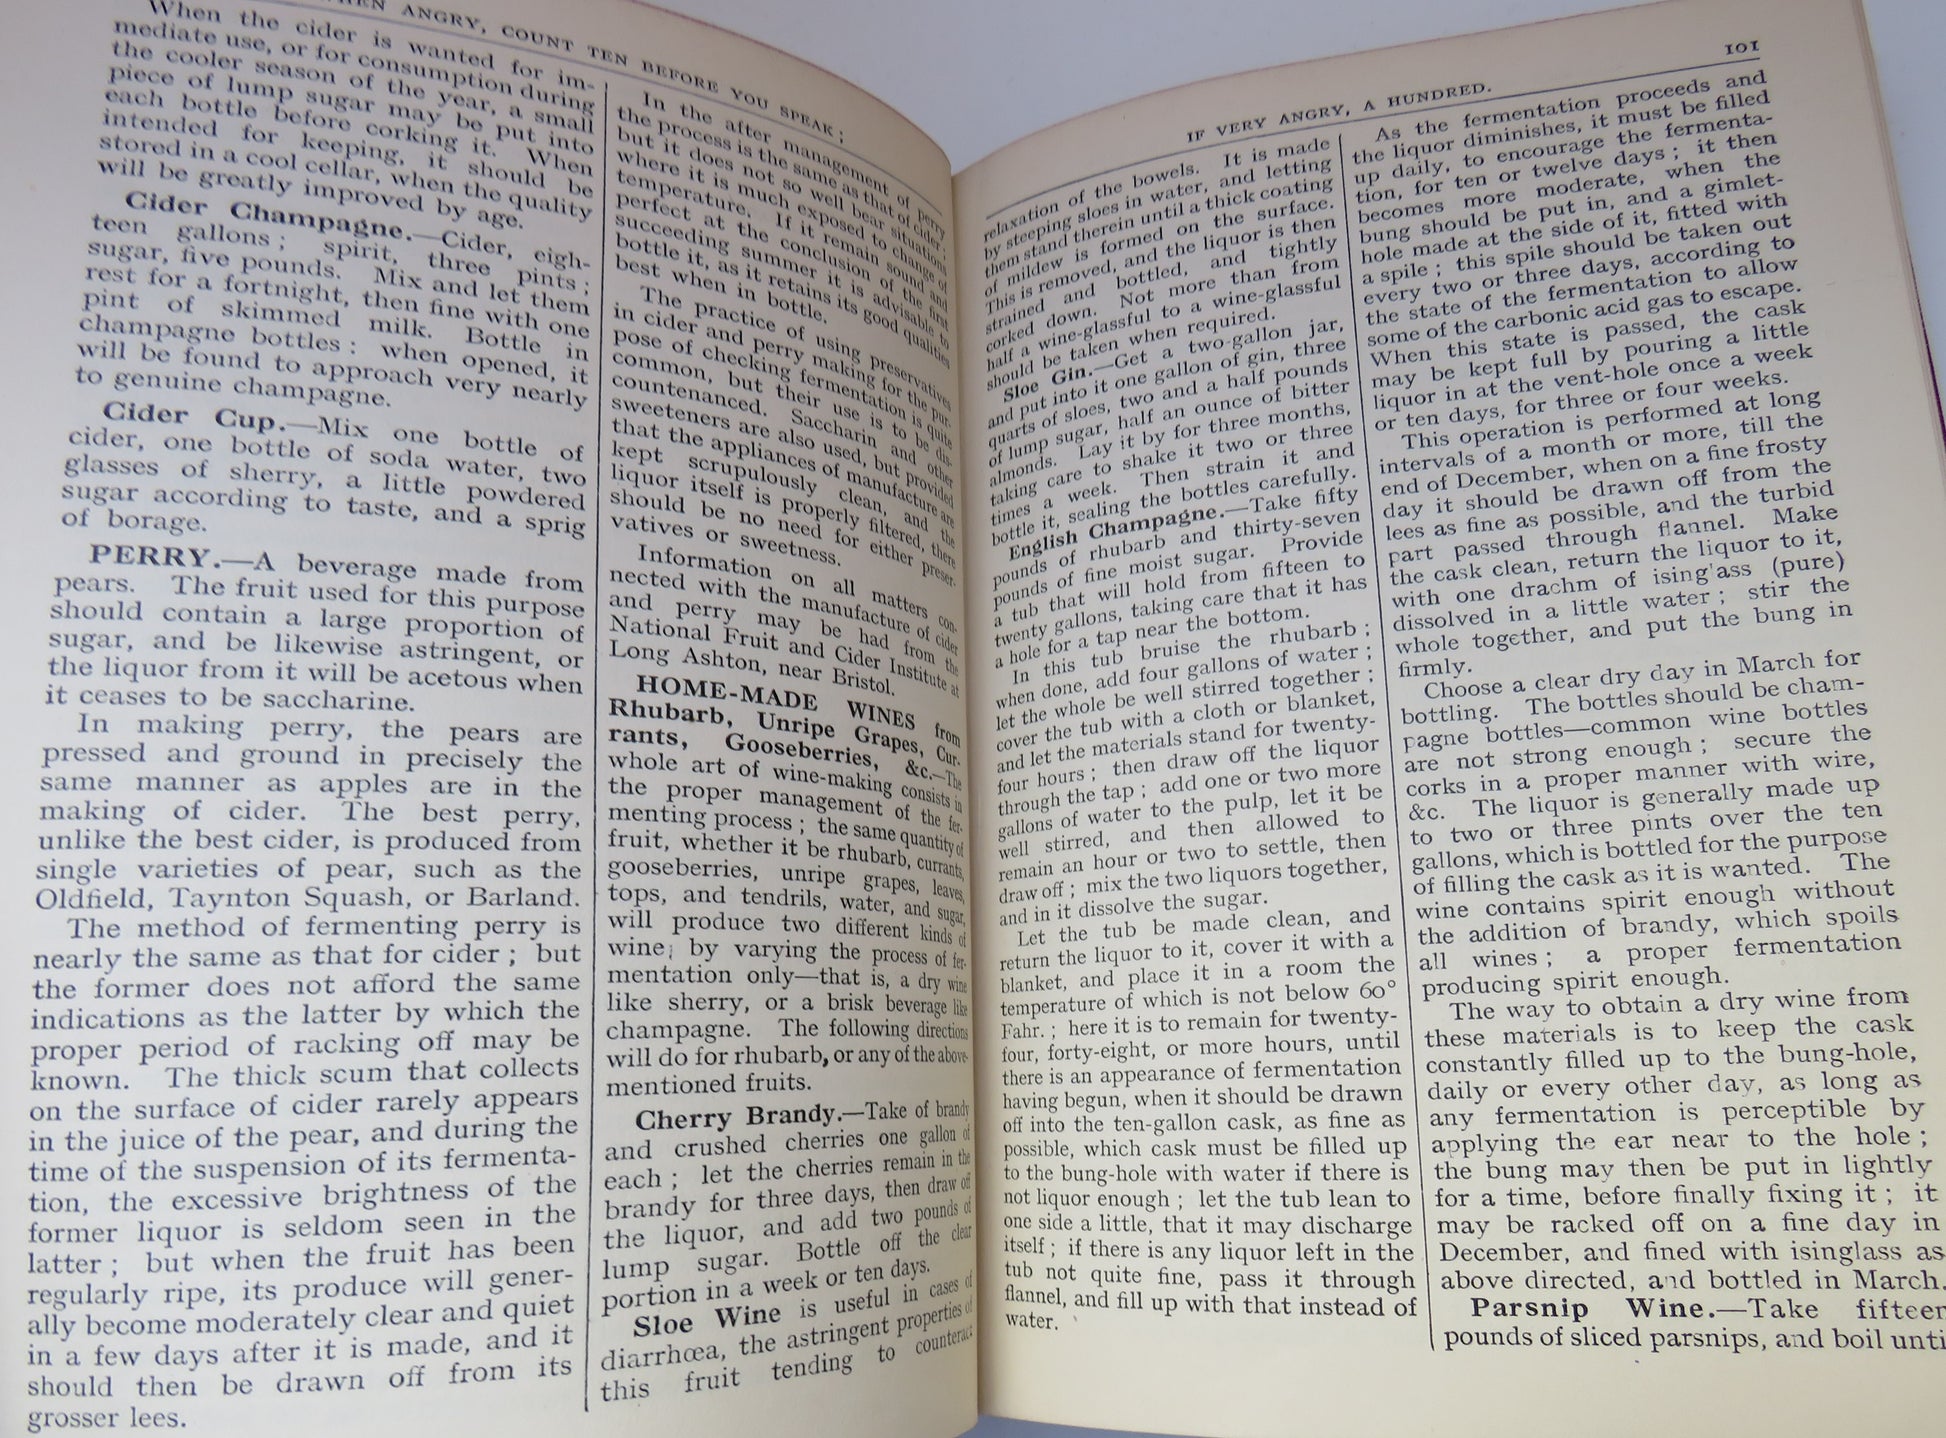 WHEN ANGRY, COUNT TEN BEFORE YOU SPEAK;
When the cider is wanted for im-
mediate use, or for consumption during
the cooler season of the year, a small
piece of lump sugar may be put into
each bottle before corking it. When
intended for keeping, it should be
stored in a cool cellar, when the quality
will be greatly improved by age.
Cider Champagne.—Cider, eigh-
teen gallons; spirit, three pints;
sugar, five pounds. Mix and let them
rest for a fortnight, then fine with one
pint of skimmed milk. Bottle in
champagne bottles: when opened, it
will be found to approach very nearly
to genuine champagne.
Cider Cup.—Mix one bottle of
cider, one bottle of soda water, two
glasses of sherry, a little powdered
sugar according to taste, and a sprig
of borage.
PERRY.—A beverage made from
pears. The fruit used for this purpose
should contain a large proportion of
sugar, and be likewise astringent, or
the liquor from it will be acetous when
it ceases to be saccharine.
In making perry, the pears are
pressed and ground in precisely the
same manner as apples are in the
making of cider. The best perry,
unlike the best cider, is produced from
single varieties of pear, such as the
Oldfield, Taynton Squash, or Barland.
The method of fermenting perry is
nearly the same as that for cider; but
the former does not afford the same
indications as the latter by which the
proper period of racking off may be
known. The thick scum that collects
on the surface of cider rarely appears
in the juice of the pear, and during the
time of the suspension of its fermenta-
tion, the excessive brightness of the
former liquor is seldom seen in the
latter; but when the fruit has been
regularly ripe, its produce will gener-
ally become moderately clear and quiet
in a few days after it is made, and it
should then be drawn off from its
grosser lees.
In the after management of perry
the process is the same as that of cider;
but it does not so well bear situations
where it is much exposed to change of
temperature. If it remain sound and
perfect at the conclusion of the first
succeeding summer it is advisable to
bottle it, as it retains its good qualities
best when in bottle.
The practice of using preservatives
in cider and perry making for the pur-
pose of checking fermentation is quite
common, but their use is to be dis-
countenanced. Saccharin and other
sweeteners are also used, but provided
that the appliances of manufacture are
kept scrupulously clean, and the
liquor itself is properly filtered, there
should be no need for either preser-
vatives or sweetness.
Information on all matters con-
nected with the manufacture of cider
and perry may be had from the
National Fruit and Cider Institute at
Long Ashton, near Bristol.
HOME-MADE WINES from
Rhubarb, Unripe Grapes, Cur-
rants, Gooseberries, &c.—The
whole art of wine-making consists in
the proper management of the fer-
menting process; the same quantity of
fruit, whether it be rhubarb, currants,
gooseberries, unripe grapes, leaves,
tops, and tendrils, water, and sugar,
will produce two different kinds of
wine; by varying the process of fer-
mentation only—that is, a dry wine
like sherry, or a brisk beverage like
champagne. The following directions
will do for rhubarb, or any of the above-
mentioned fruits.
Cherry Brandy.—Take of brandy
and crushed cherries one gallon of
each; let the cherries remain in the
brandy for three days, then draw off
the liquor, and add two pounds of
lump sugar. Bottle off the clear
portion in a week or ten days.
Sloe Wine is useful in cases of
diarrhœa, the astringent properties of
this fruit tending to counteract
IF VERY ANGRY, A HUNDRED. 101
relaxation of the bowels. It is made
by steeping sloes in water, and letting
them stand therein until a thick coating
of mildew is formed on the surface.
This is removed, and the liquor is then
strained and bottled, and tightly
corked down. Not more than from
half a wine-glassful to a wine-glassful
should be taken when required.
Sloe Gin.—Get a two-gallon jar,
and put into it one gallon of gin, three
quarts of sloes, two and a half pounds
of lump sugar, half an ounce of bitter
almonds. Lay it by for three months,
taking care to shake it two or three
times a week. Then strain it and
bottle it, sealing the bottles carefully.
English Champagne.—Take fifty
pounds of rhubarb and thirty-seven
pounds of fine moist sugar. Provide
a tub that will hold from fifteen to
twenty gallons, taking care that it has
a hole for a tap near the bottom.
In this tub bruise the rhubarb;
when done, add four gallons of water;
let the whole be well stirred together;
cover the tub with a cloth or blanket,
and let the materials stand for twenty-
four hours; then draw off the liquor
through the tap; add one or two more
gallons of water to the pulp, let it be
well stirred, and then allowed to
remain an hour or two to settle, then
draw off; mix the two liquors together,
and in it dissolve the sugar.
Let the tub be made clean, and
return the liquor to it, cover it with a
blanket, and place it in a room the
temperature of which is not below 60°
Fahr.; here it is to remain for twenty-
four, forty-eight, or more hours, until
there is an appearance of fermentation
having begun, when it should be drawn
off into the ten-gallon cask, as fine as
possible, which cask must be filled up
to the bung-hole with water if there is
not liquor enough; let the tub lean to
one side a little, that it may discharge
itself; if there is any liquor left in the
tub not quite fine, pass it through
flannel, and fill up with that instead of
water.
As the fermentation proceeds and
the liquor diminishes, it must be filled
up daily, to encourage the fermenta-
tion, for ten or twelve days; it then
becomes more moderate, when the
bung should be put in, and a gimlet-
hole made at the side of it, fitted with
a spile; this spile should be taken out
every two or three days, according to
the state of the fermentation to allow
some of the carbonic acid gas to escape.
When this state is passed, the cask
may be kept full by pouring a little
liquor in at the vent-hole once a week
or ten days, for three or four weeks.
This operation is performed at long
intervals of a month or more, till the
end of December, when on a fine frosty
day it should be drawn off from the
lees as fine as possible, and the turbid
part passed through flannel. Make
the cask clean, return the liquor to it,
with one drachm of isinglass (pure)
dissolved in a little water; stir the
whole together, and put the bung in
firmly.
Choose a clear dry day in March for
bottling. The bottles should be cham-
pagne bottles—common wine bottles
are not strong enough; secure the
corks in a proper manner with wire,
&c. The liquor is generally made up
to two or three pints over the ten
gallons, which is bottled for the purpose
of filling the cask as it is wanted. The
wine contains spirit enough without
the addition of brandy, which spoils
all wines; a proper fermentation
producing spirit enough.
The way to obtain a dry wine from
these materials is to keep the cask
constantly filled up to the bung-hole,
daily or every other day, as long as
any fermentation is perceptible by
applying the ear near to the hole;
the bung may then be put in lightly
for a time, before finally fixing it; it
may be racked off on a fine day in
December, and fined with isinglass as
above directed, and bottled in March.
Parsnip Wine.—Take fifteen
pounds of sliced parsnips, and boil until